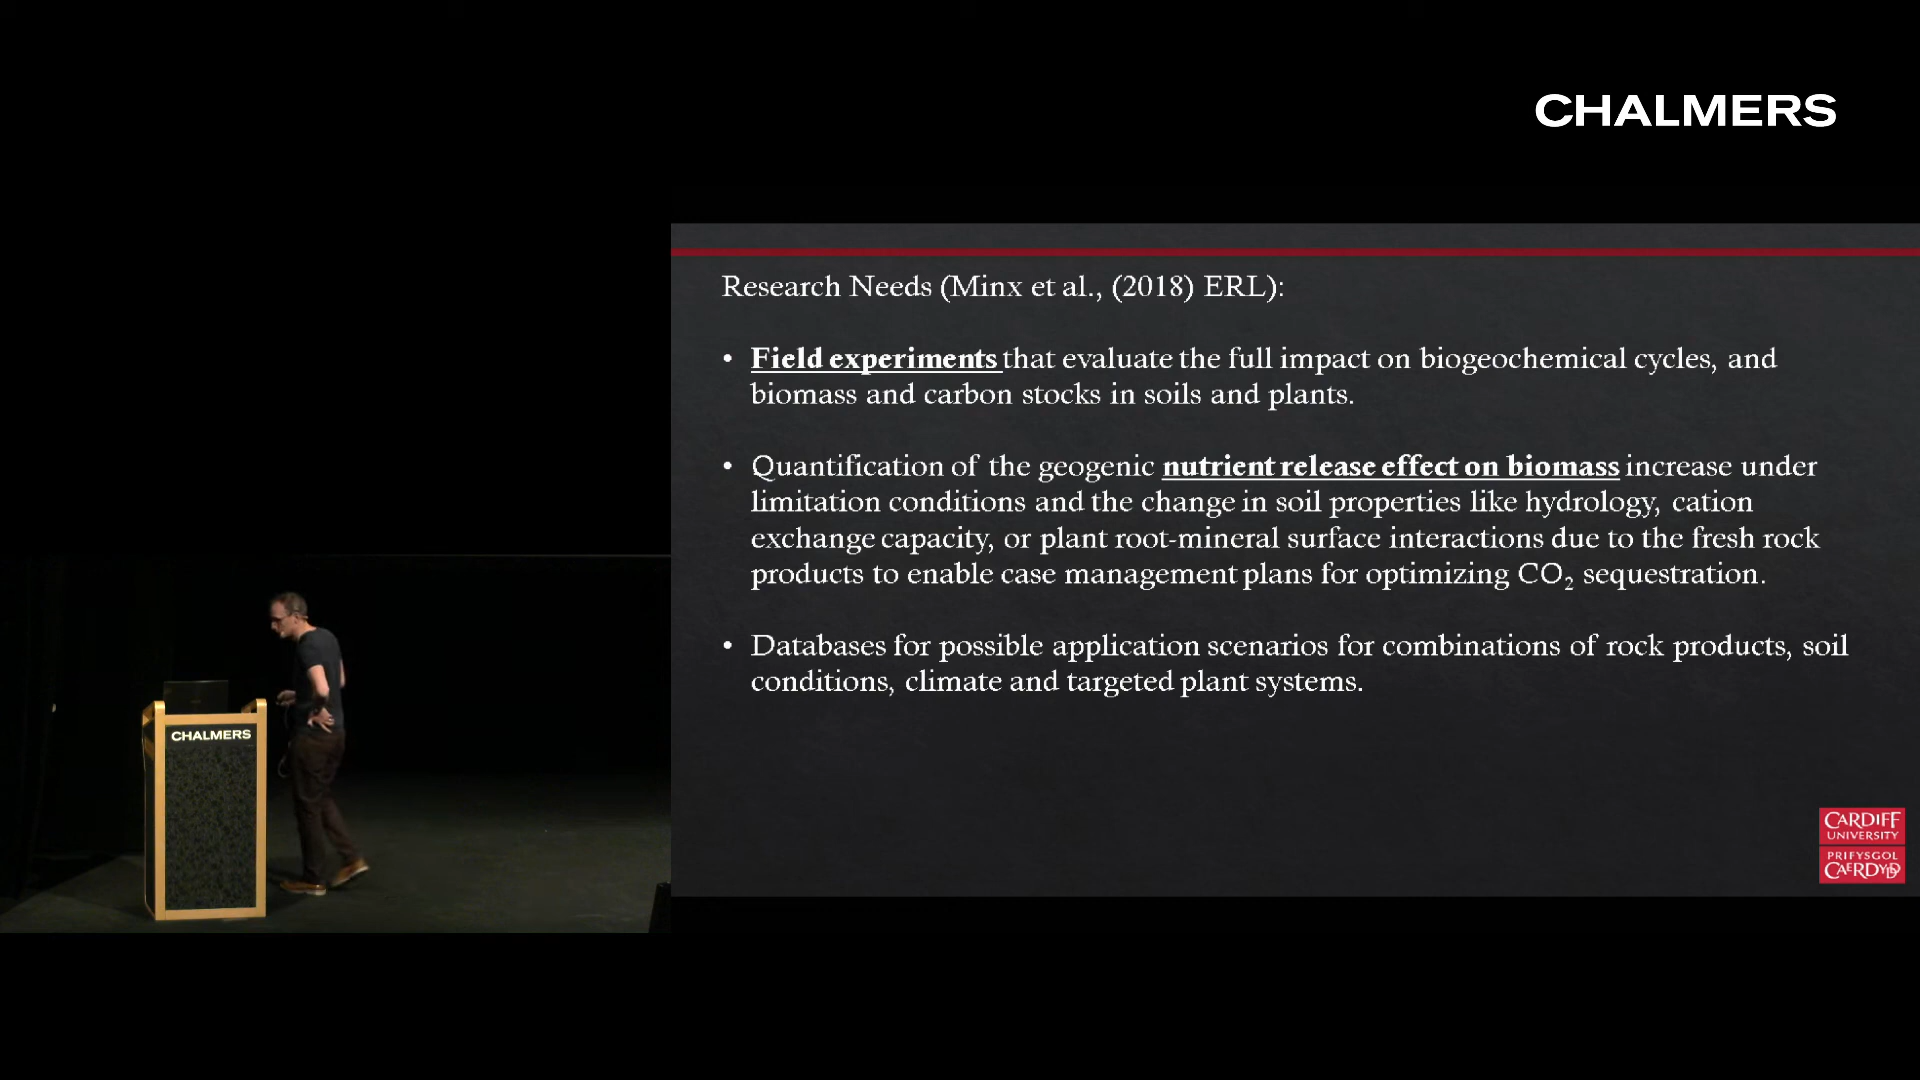 CHALMERS
Research Needs (Minx et al., (2018) ERL):
• Field experiments that evaluate the full impact on biogeochemical cycles, and
biomass and carbon stocks in soils and plants.
• Quantification of the geogenic nutrient release effect on biomass increase under
limitation conditions and the change in soil properties like hydrology, cation
exchange capacity, or plant root-mineral surface interactions due to the fresh rock
products to enable case management plans for optimizing CO₂ sequestration.
• Databases for possible application scenarios for combinations of rock products, soil
conditions, climate and targeted plant systems.
CHALMERS
CARDIFF
UNIVERSITY
PRIFYSGOL
CAERDYDD